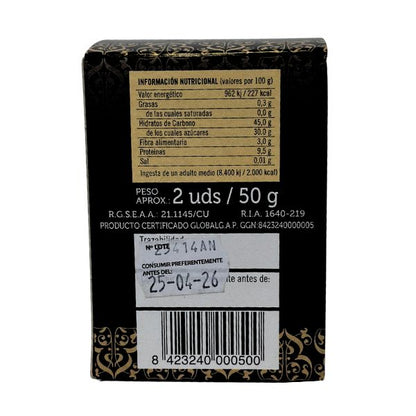 INFORMACIÓN NUTRICIONAL (valores por 100 g)
Valor energético 962 kj / 227 kcal
Grasas 0,3 g
de las cuales saturadas 0,0 g
Hidratos de Carbono 45,0 g
de los cuales azúcares 30,0 g
Fibra alimentaria 3,0 g
Proteínas 9,5 g
Sal 0,01 g
Ingesta de un adulto medio (8.400 kj / 2.000 kcal)
PESO APROX.: 2 uds / 50 g
R.G.S.E.A.A.: 21.1145/CU R.I.A. 1640-219
PRODUCTO CERTIFICADO GLOBALG.A.P. GGN:8423240000005
Trazabilidad
Nº LOTE
CONSUMIR PREFERENTEMENTE
ANTES DEL:
25-04-26
nte antes de:
8 423240 000500